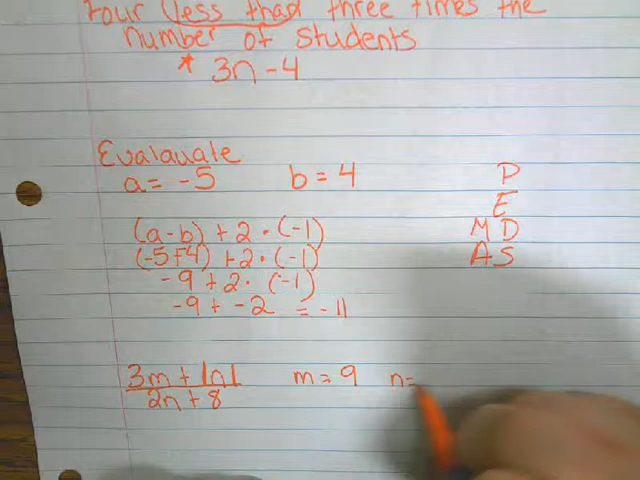 Four less than three times the
number of students
* 3n - 4
Evalauate
a = -5 b = 4 P
E
(a - b) + 2 · (-1) M D
(-5 + 4) + 2 · (-1) A S
-9 + 2 · (-1)
-9 + -2 = -11
3m + |n| m = 9 n=
2n + 8